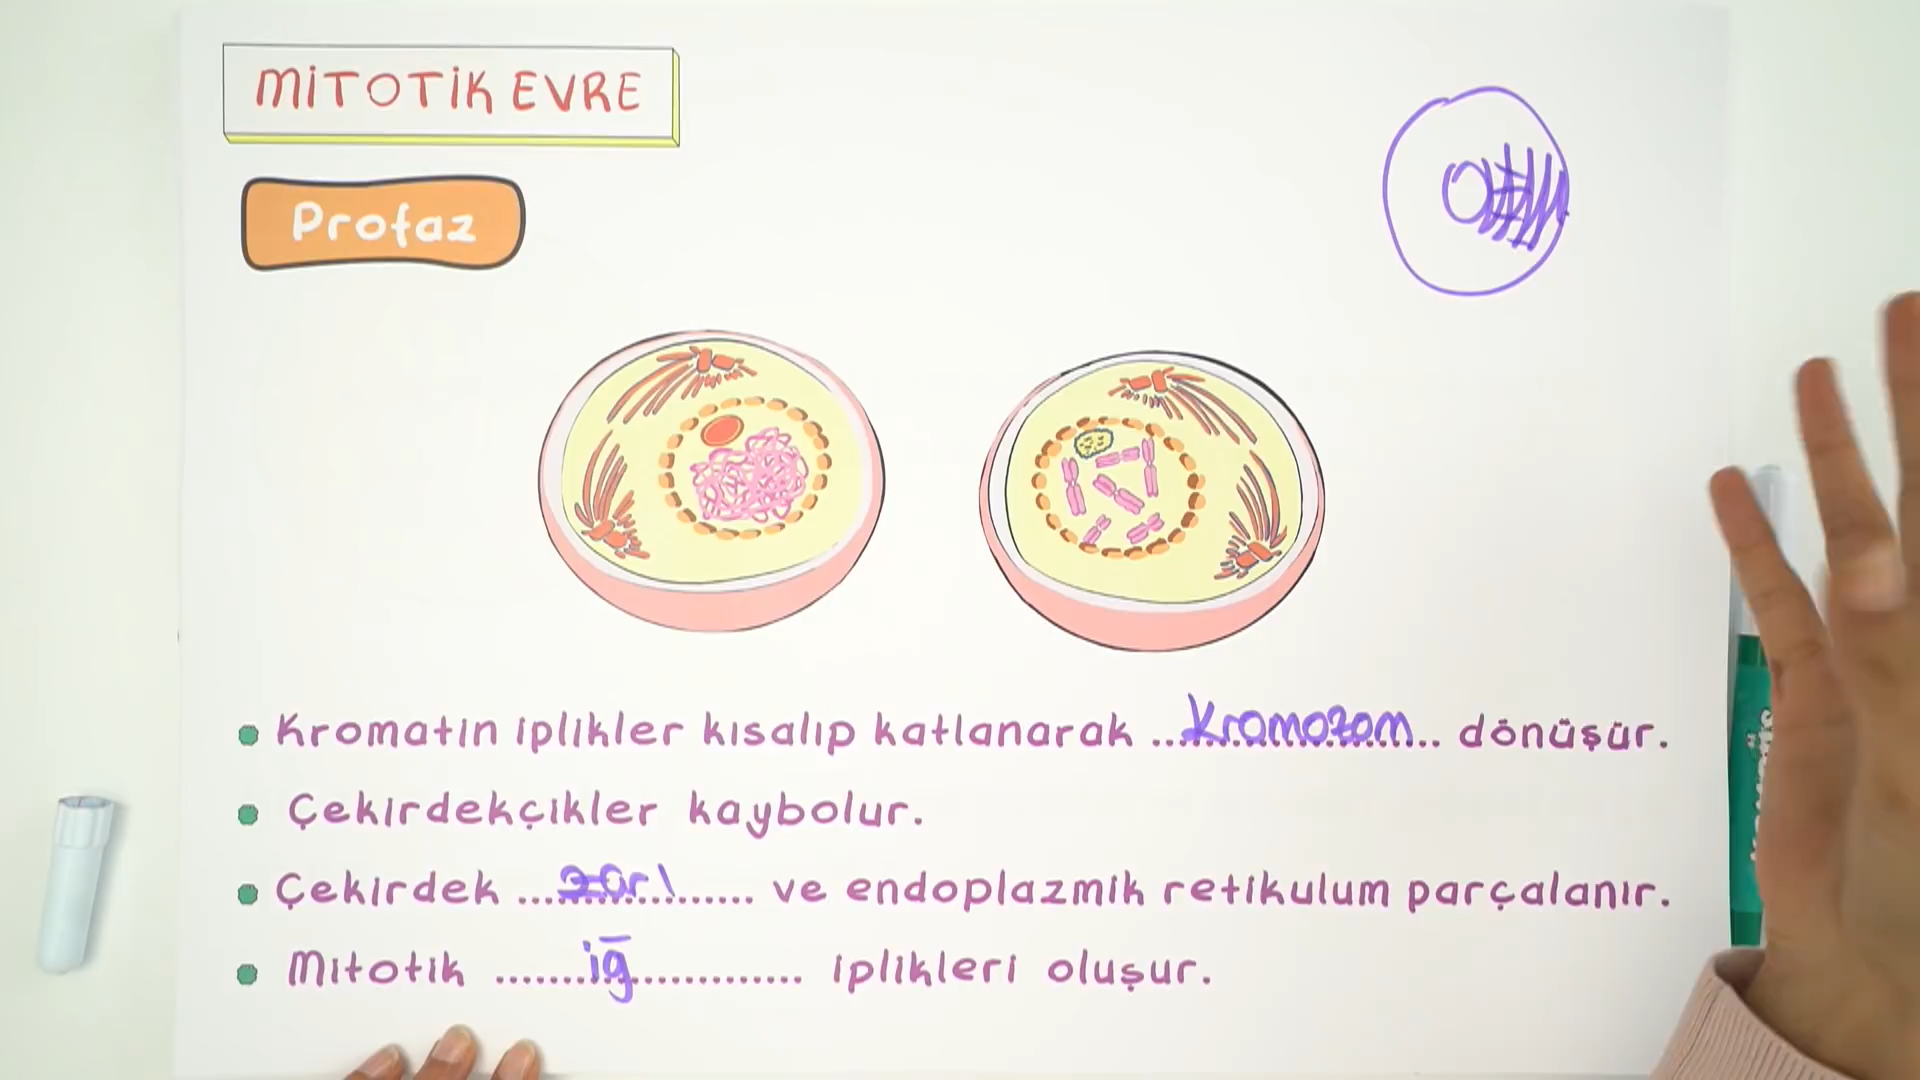 MİTOTİK EVRE
Profaz
Kromatin iplikler kısalıp katlanarak ...Kromozom... dönüşür.
Çekirdekçikler kaybolur.
Çekirdek ...zarı... ve endoplazmik retikulum parçalanır.
Mitotik ...iğ... iplikleri oluşur.